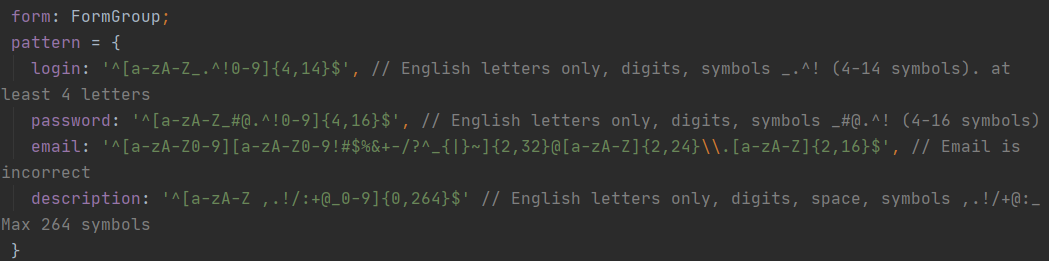 form: FormGroup;
pattern = {
login: '^[a-zA-Z_.^!0-9]{4,14}$', // English letters only, digits, symbols _.^! (4-14 symbols). at
least 4 letters
password: '^[a-zA-Z_#@.^!0-9]{4,16}$', // English letters only, digits, symbols _#@.^! (4-16 symbols)
email: '^[a-zA-Z0-9][a-zA-Z0-9!#$%&+-/?^_{|}~]{2,32}@[a-zA-Z]{2,24}\\.[a-zA-Z]{2,16}$', // Email is
incorrect
description: '^[a-zA-Z ,.!/:+@_0-9]{0,264}$' // English letters only, digits, space, symbols ,.!/+@:_
Max 264 symbols
}